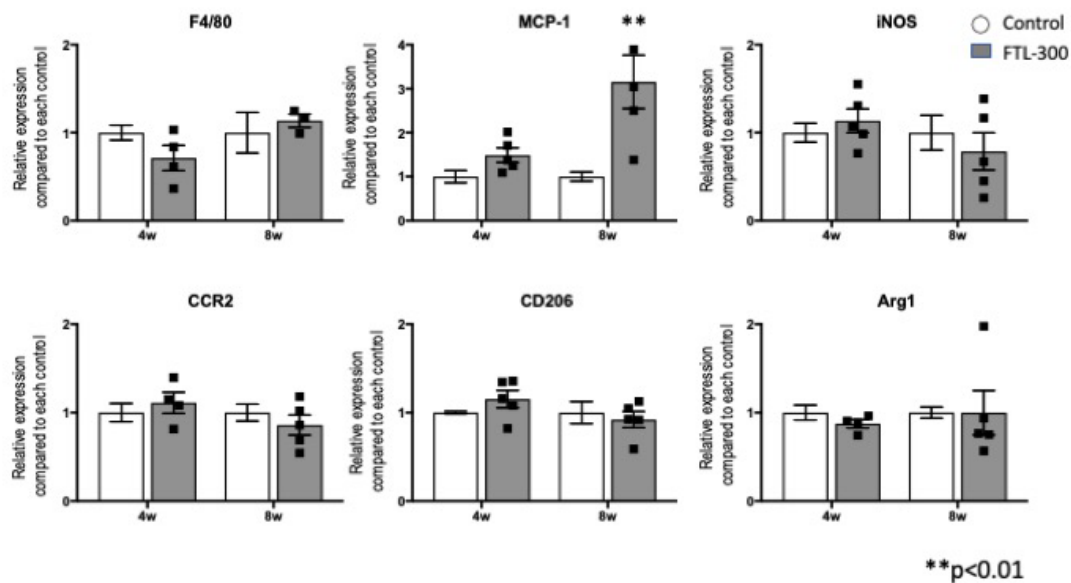 F4/80
MCP-1
**
iNOS
Control
FTL-300
Relative expression
compared to each control
2
1
0
4w
8w
Relative expression
compared to each control
4
3
2
1
0
4w
8w
Relative expression
compared to each control
2
1
0
4w
8w
CCR2
CD206
Arg1
Relative expression
compared to each control
2
1
0
4w
8w
Relative expression
compared to each control
2
1
0
4w
8w
Relative expression
compared to each control
2
1
0
4w
8w
**p<0.01